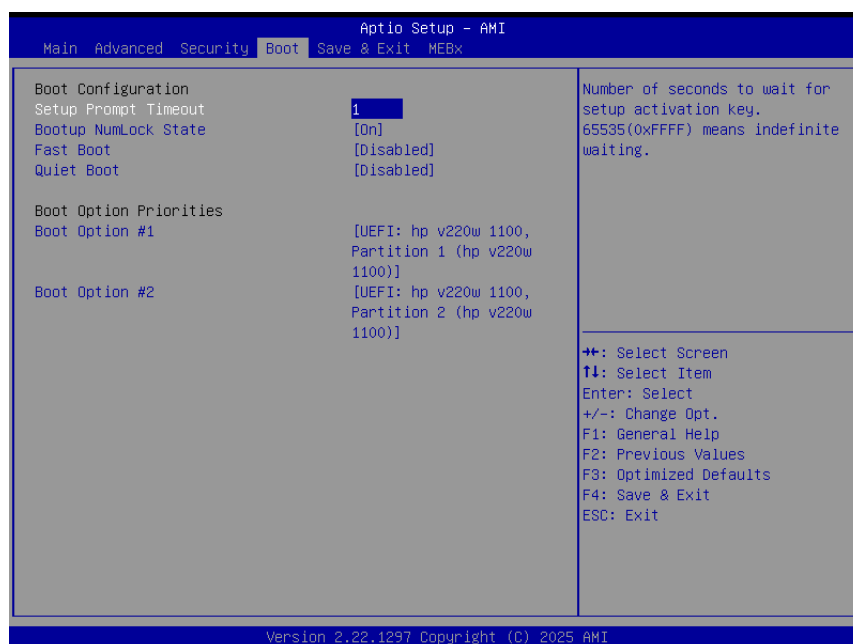 Aptio Setup – AMI
Main Advanced Security Boot Save & Exit MEBx
Boot Configuration
Setup Prompt Timeout 1
Bootup NumLock State [On]
Fast Boot [Disabled]
Quiet Boot [Disabled]
Boot Option Priorities
Boot Option #1 [UEFI: hp v220w 1100,
Partition 1 (hp v220w
1100)]
Boot Option #2 [UEFI: hp v220w 1100,
Partition 2 (hp v220w
1100)]
Number of seconds to wait for
setup activation key.
65535(0xFFFF) means indefinite
waiting.
→←: Select Screen
↑↓: Select Item
Enter: Select
+/-: Change Opt.
F1: General Help
F2: Previous Values
F3: Optimized Defaults
F4: Save & Exit
ESC: Exit
Version 2.22.1297 Copyright (C) 2025 AMI